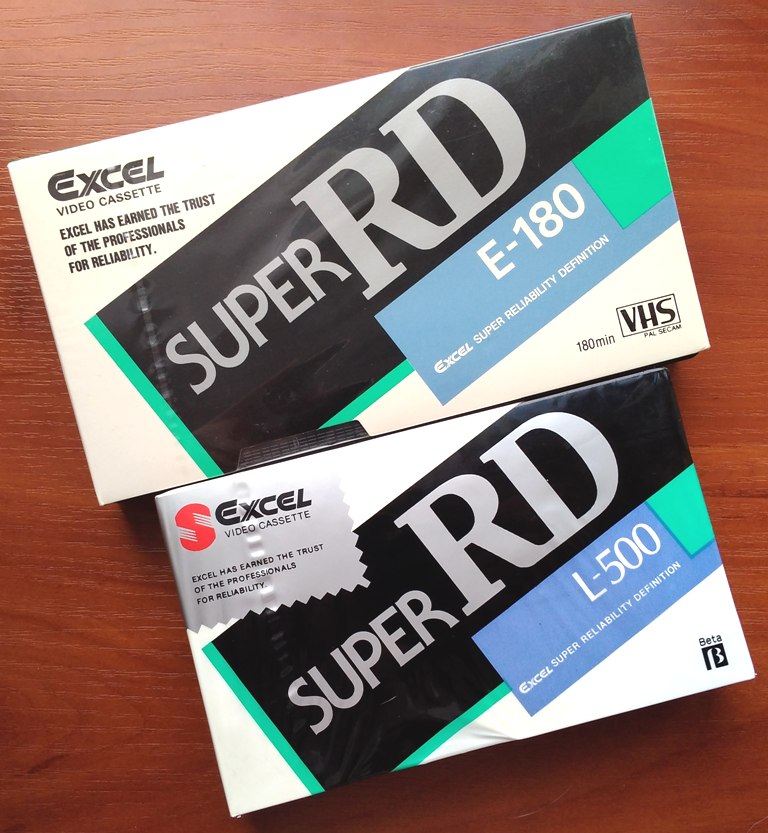 EXCEL
VIDEO CASSETTE
EXCEL HAS EARNED THE TRUST
OF THE PROFESSIONALS
FOR RELIABILITY.
SUPER RD
E-180
EXCEL SUPER RELIABILITY DEFINITION
180min
VHS
PAL SECAM
S EXCEL
VIDEO CASSETTE
EXCEL HAS EARNED THE TRUST
OF THE PROFESSIONALS
FOR RELIABILITY.
SUPER RD
L-500
EXCEL SUPER RELIABILITY DEFINITION
Beta
β